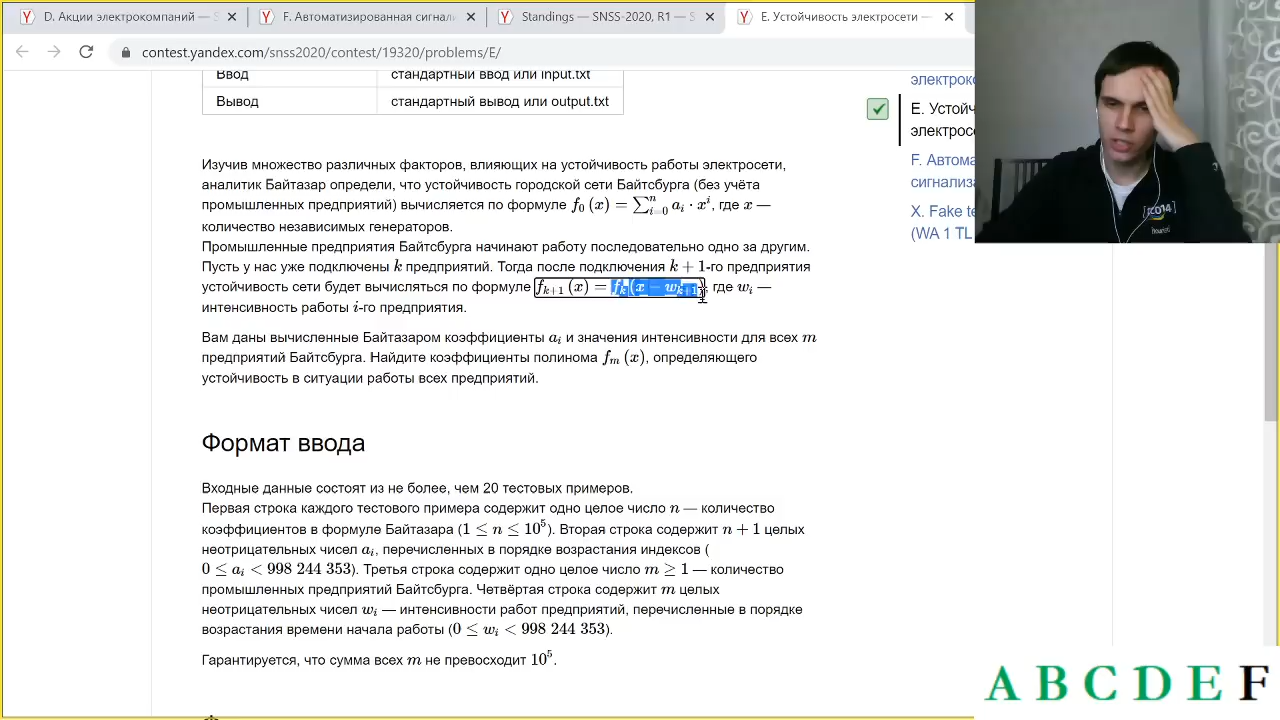 D. Акции электрокомпаний —
F. Автоматизированная сигнали
Standings — SNSS-2020, R1 — S
E. Устойчивость электросети —
contest.yandex.com/snss2020/contest/19320/problems/E/
Ввод стандартный ввод или input.txt
Вывод стандартный вывод или output.txt
Изучив множество различных факторов, влияющих на устойчивость работы электросети,
аналитик Байтазар определи, что устойчивость городской сети Байтсбурга (без учёта
промышленных предприятий) вычисляется по формуле f₀ (x) = ∑ⁿᵢ₌₀ aᵢ · xⁱ, где x —
количество независимых генераторов.
Промышленные предприятия Байтсбурга начинают работу последовательно одно за другим.
Пусть у нас уже подключены k предприятий. Тогда после подключения k + 1-го предприятия
устойчивость сети будет вычисляться по формуле fₖ₊₁ (x) = fₖ (x − wₖ₊₁), где wᵢ —
интенсивность работы i-го предприятия.
Вам даны вычисленные Байтазаром коэффициенты aᵢ и значения интенсивности для всех m
предприятий Байтсбурга. Найдите коэффициенты полинома fₘ (x), определяющего
устойчивость в ситуации работы всех предприятий.
Формат ввода
Входные данные состоят из не более, чем 20 тестовых примеров.
Первая строка каждого тестового примера содержит одно целое число n — количество
коэффициентов в формуле Байтазара (1 ≤ n ≤ 10⁵). Вторая строка содержит n + 1 целых
неотрицательных чисел aᵢ, перечисленных в порядке возрастания индексов (
0 ≤ aᵢ < 998 244 353). Третья строка содержит одно целое число m ≥ 1 — количество
промышленных предприятий Байтсбурга. Четвёртая строка содержит m целых
неотрицательных чисел wᵢ — интенсивности работ предприятий, перечисленные в порядке
возрастания времени начала работы (0 ≤ wᵢ < 998 244 353).
Гарантируется, что сумма всех m не превосходит 10⁵.
электрокс
E. Устойч
электросе
F. Автома
сигнализа
X. Fake te
(WA 1 TL
A B C D E F